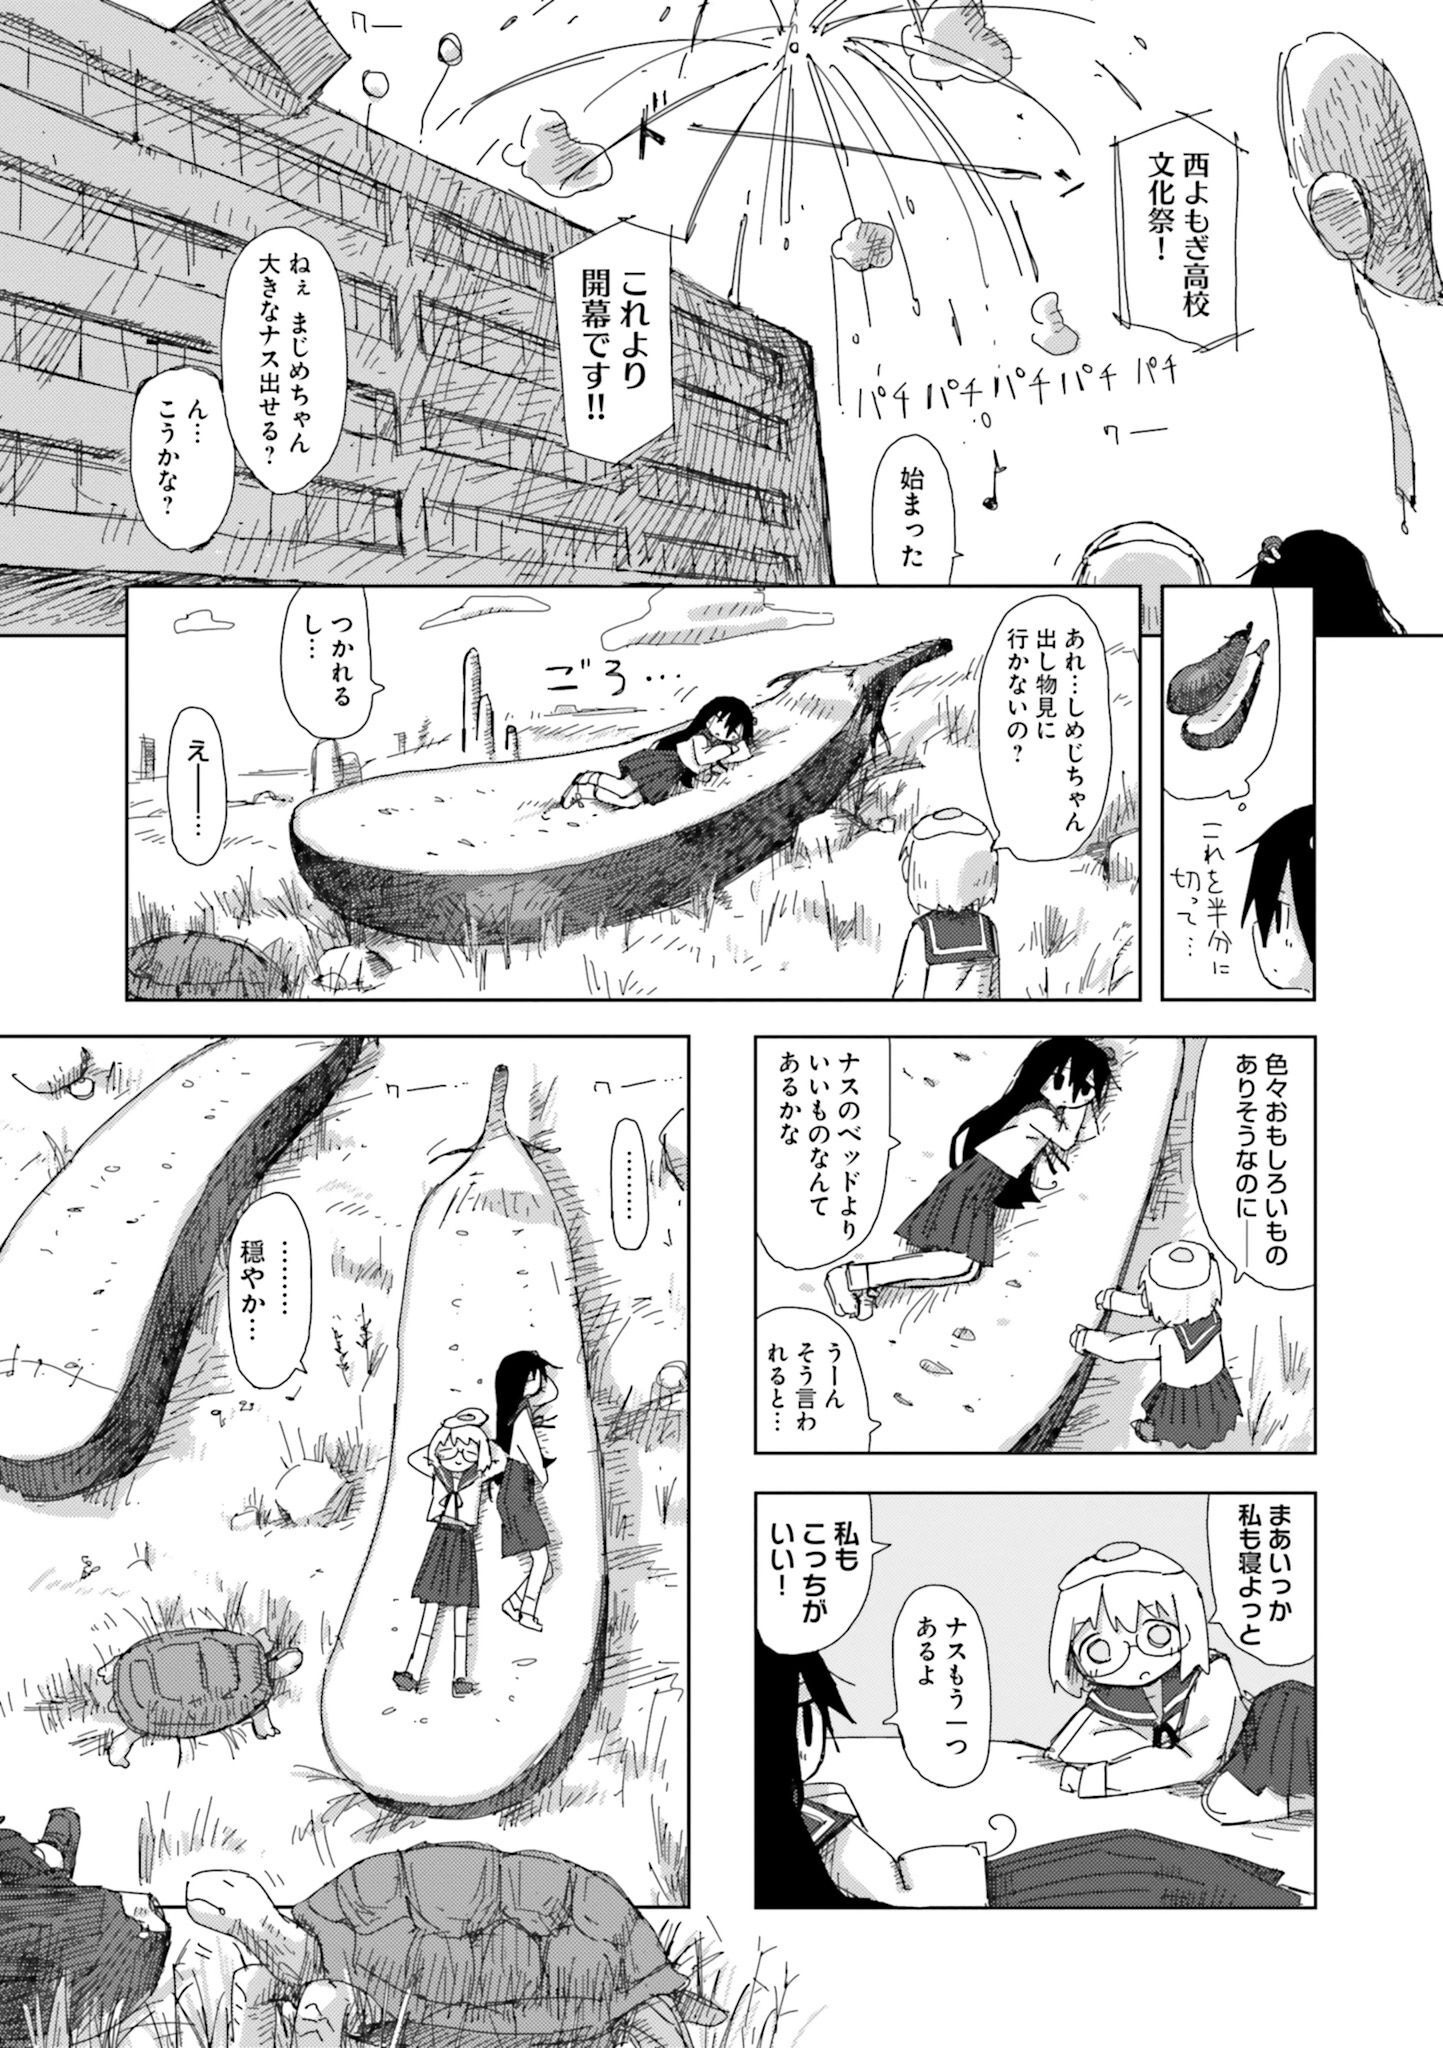 西よもぎ高校
文化祭！
ワー
ドーン
パチパチパチパチパチ
ワー
これより
開幕です!!
始まった
ねぇ まじめちゃん
大きなナス出せる？
ん…
こうかな？
これを半分に
切って…
あれ…しめじちゃん
出し物見に
行かないの？
ごろ…
つかれる
し…
えー…
色々おもしろいもの
ありそうなのに――
ナスのベッドより
いいものなんて
あるかな
うーん
そう言わ
れると…
まあいっか
私も寝よっと
ナスもう一つ
あるよ
私も
こっちが
いい！
ワー……
ワー……
………
………
穏やか…